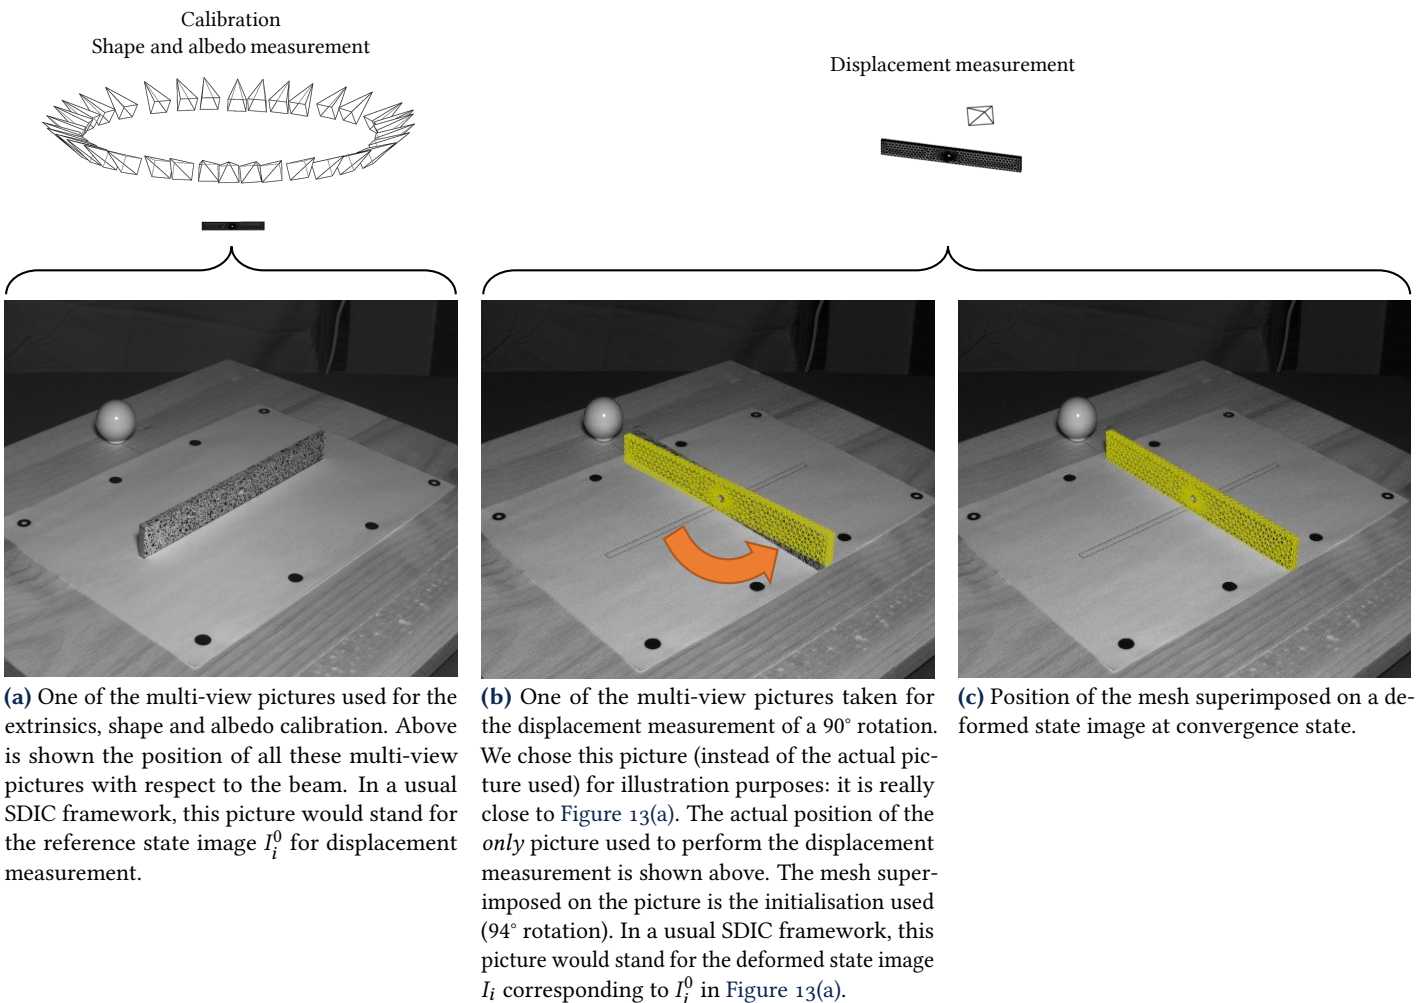 Calibration
Shape and albedo measurement
Displacement measurement
(a) One of the multi-view pictures used for the
extrinsics, shape and albedo calibration. Above
is shown the position of all these multi-view
pictures with respect to the beam. In a usual
SDIC framework, this picture would stand for
the reference state image I_i^0 for displacement
measurement.
(b) One of the multi-view pictures taken for
the displacement measurement of a 90° rotation.
We chose this picture (instead of the actual pic-
ture used) for illustration purposes: it is really
close to Figure 13(a). The actual position of the
only picture used to perform the displacement
measurement is shown above. The mesh super-
imposed on the picture is the initialisation used
(94° rotation). In a usual SDIC framework, this
picture would stand for the deformed state image
I_i corresponding to I_i^0 in Figure 13(a).
(c) Position of the mesh superimposed on a de-
formed state image at convergence state.